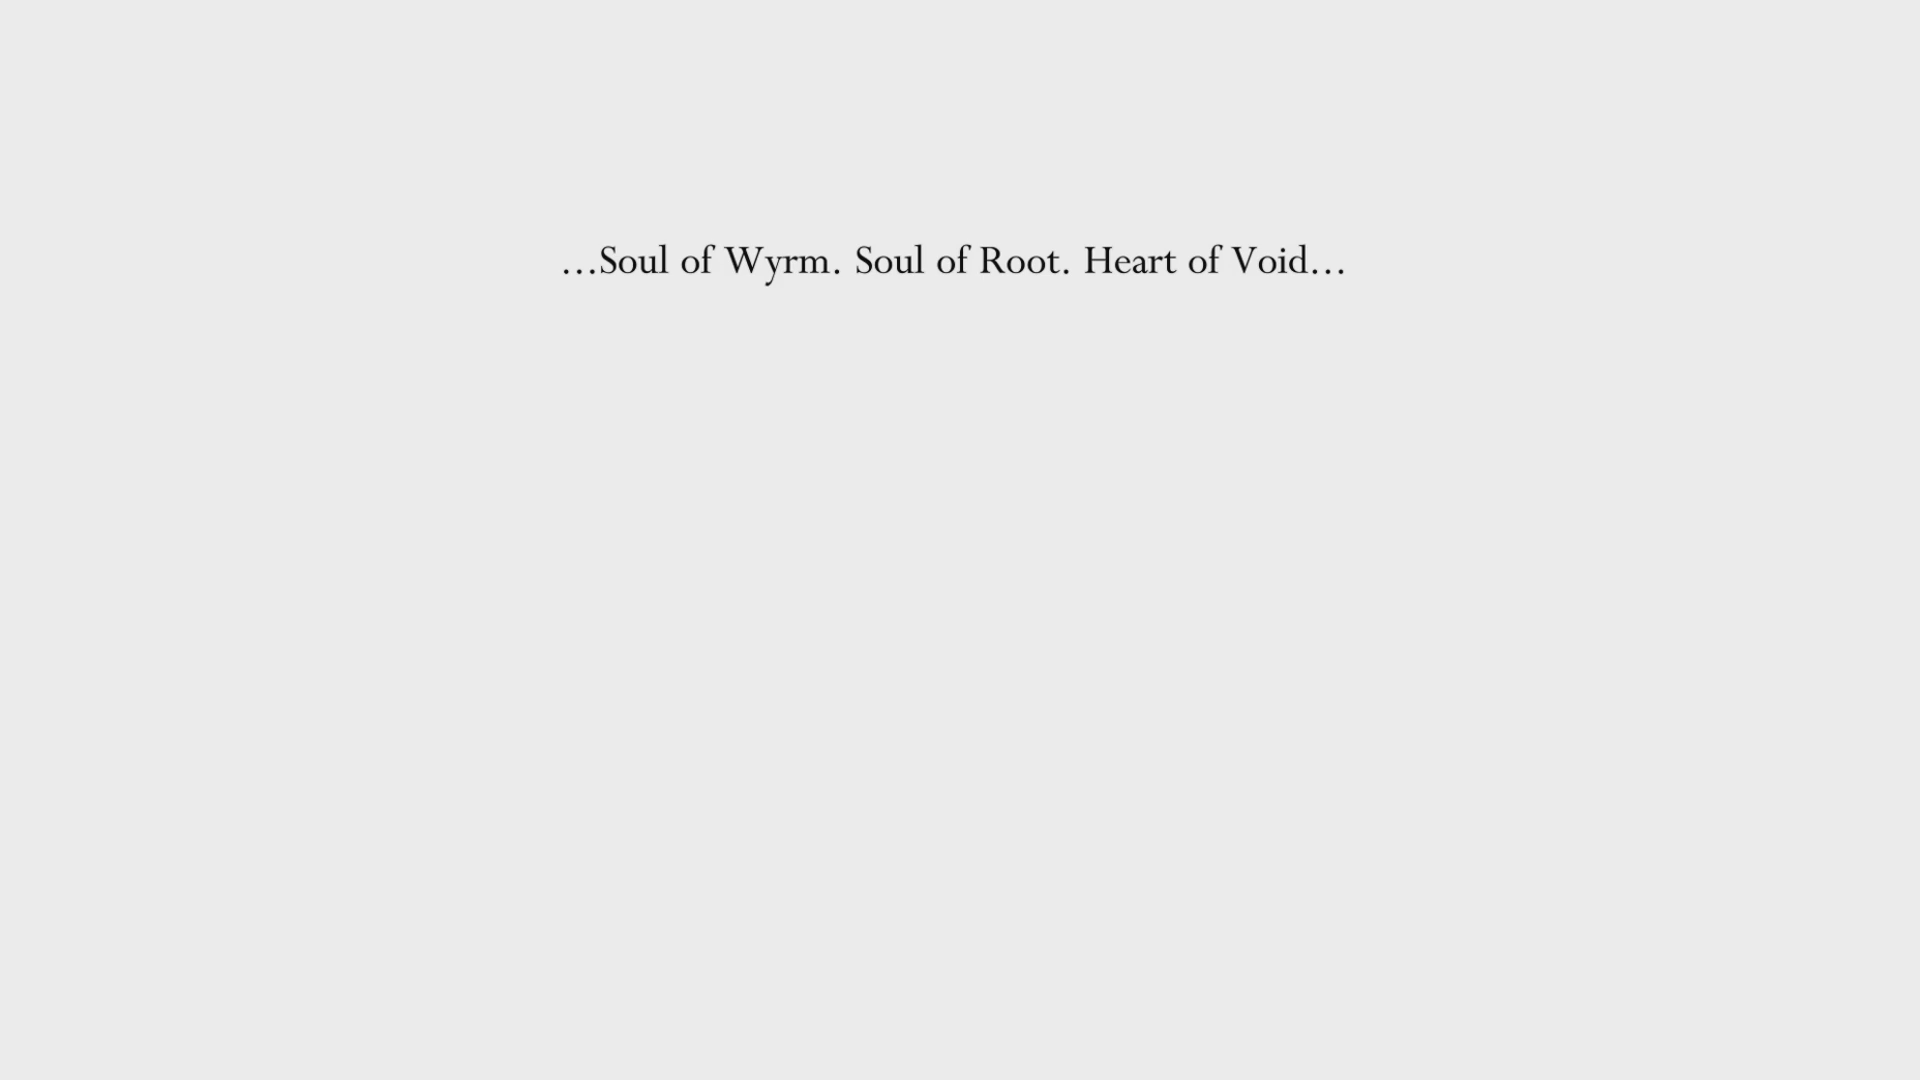 …Soul of Wyrm. Soul of Root. Heart of Void…